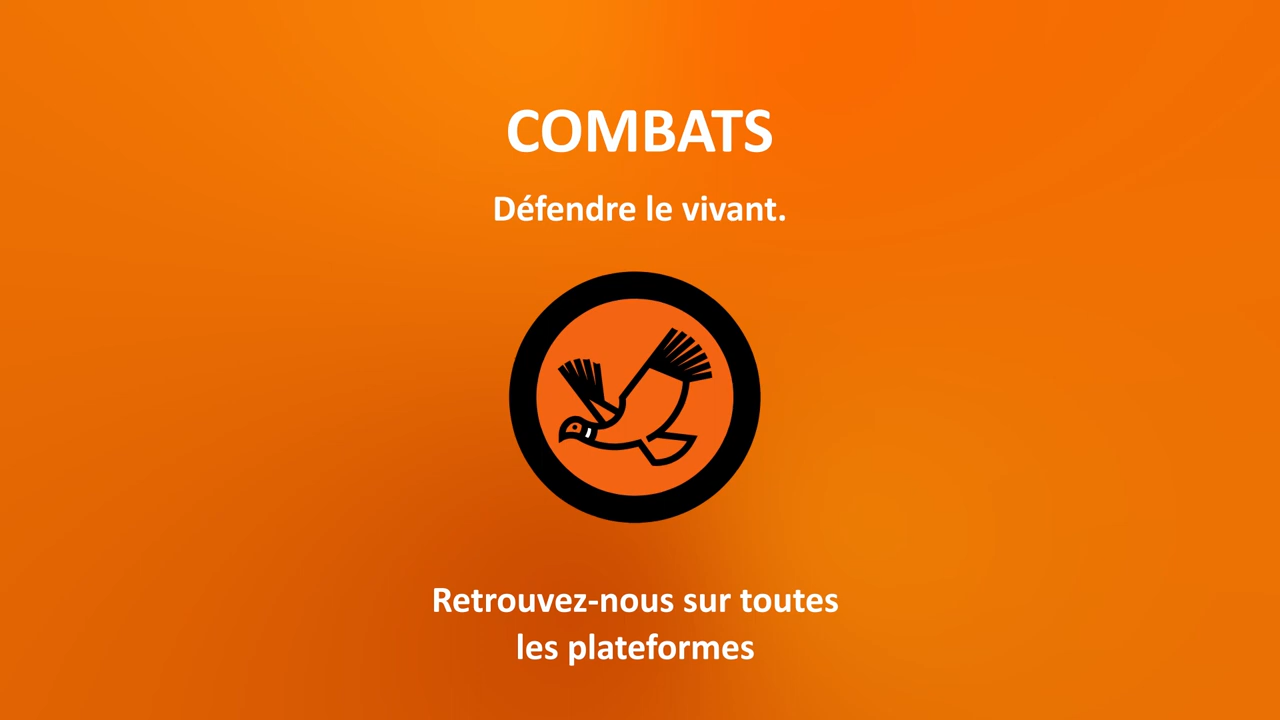 COMBATS
Défendre le vivant.
Retrouvez-nous sur toutes
les plateformes